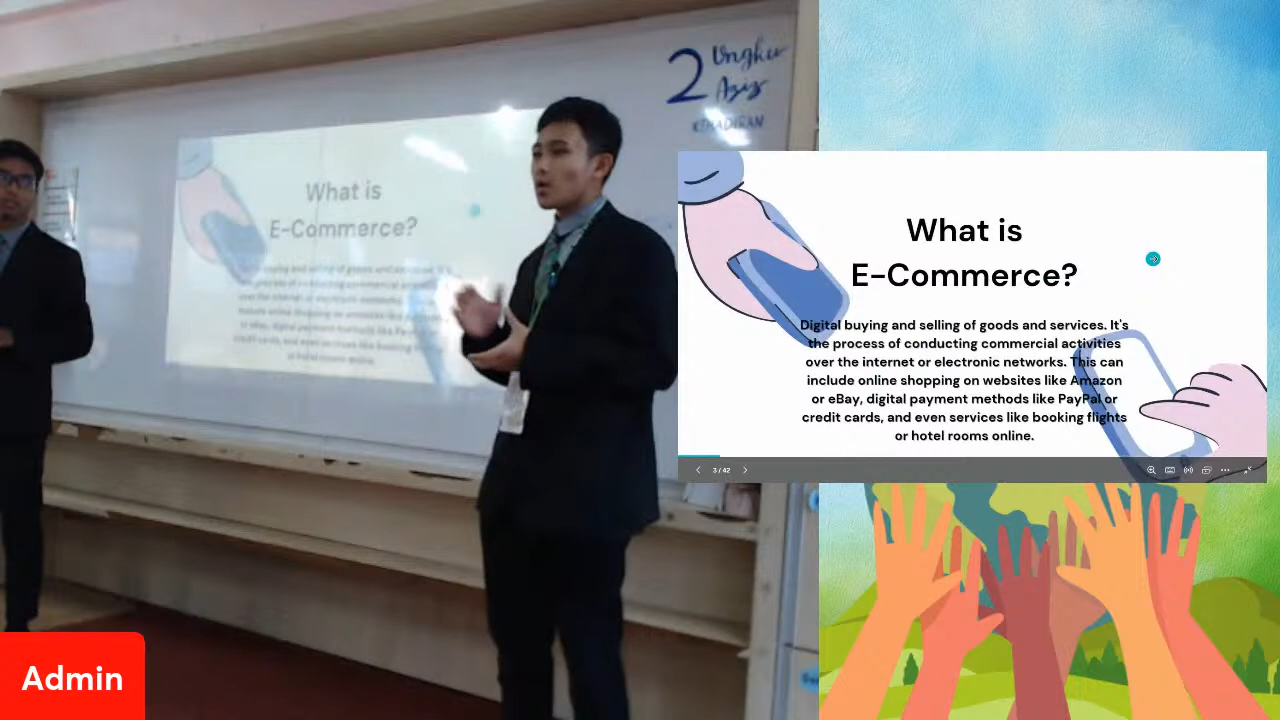 2 Ungku
Aziz
KEHADIRAN
What is
E-Commerce?
What is
E-Commerce?
Digital buying and selling of goods and services. It's
the process of conducting commercial activities
over the internet or electronic networks. This can
include online shopping on websites like Amazon
or eBay, digital payment methods like PayPal or
credit cards, and even services like booking flights
or hotel rooms online.
3 / 42
Admin